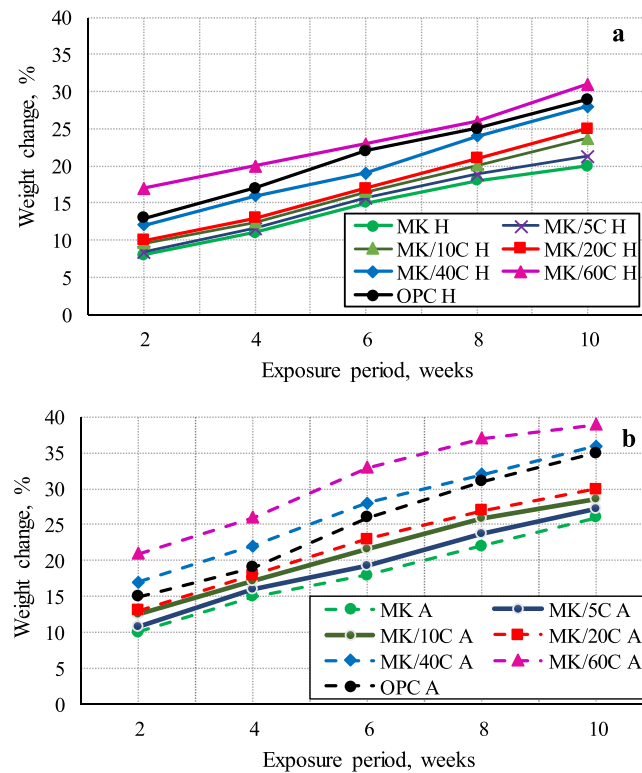 40
a
35
30
25
20
15
10
5
0
Weight change, %
MK H MK/5C H
MK/10C H MK/20C H
MK/40C H MK/60C H
OPC H
2 4 6 8 10
Exposure period, weeks
40
b
35
30
25
20
15
10
5
0
Weight change, %
MK A MK/5C A
MK/10C A MK/20C A
MK/40C A MK/60C A
OPC A
2 4 6 8 10
Exposure period, weeks